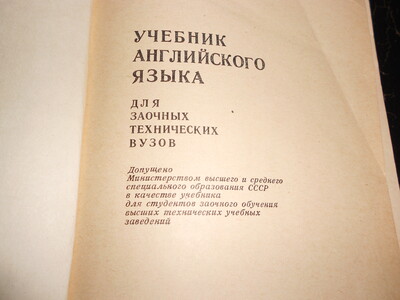 УЧЕБНИК
АНГЛИЙСКОГО
ЯЗЫКА
ДЛЯ
ЗАОЧНЫХ
ТЕХНИЧЕСКИХ
ВУЗОВ
Допущено
Министерством высшего и среднего
специального образования СССР
в качестве учебника
для студентов заочного обучения
высших технических учебных
заведений